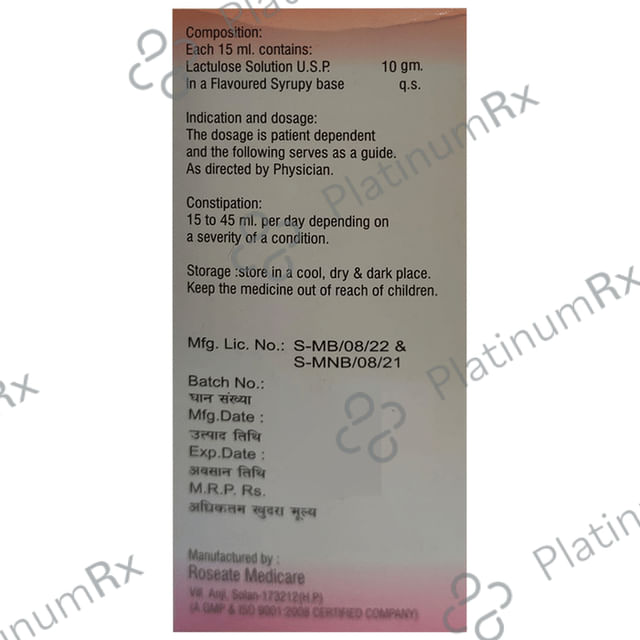 Composition:
Each 15 ml. contains:
Lactulose Solution U.S.P. 10 gm.
In a Flavoured Syrupy base q.s.
Indication and dosage:
The dosage is patient dependent
and the following serves as a guide.
As directed by Physician.
Constipation:
15 to 45 ml. per day depending on
a severity of a condition.
Storage :store in a cool, dry & dark place.
Keep the medicine out of reach of children.
Mfg. Lic. No.: S-MB/08/22 &
S-MNB/08/21
Batch No.:
घान संख्या
Mfg.Date :
उत्पाद तिथि
Exp.Date :
अवसान तिथि
M.R.P. Rs.
अधिकतम खुदरा मूल्य
Manufactured by :
Roseate Medicare
Vill. Anji, Solan-173212(H.P)
(A GMP & ISO 9001:2008 CERTIFIED COMPANY)
PlatinumRx
PlatinumRx
PlatinumRx
Rx
PlatinumRx
inumRx